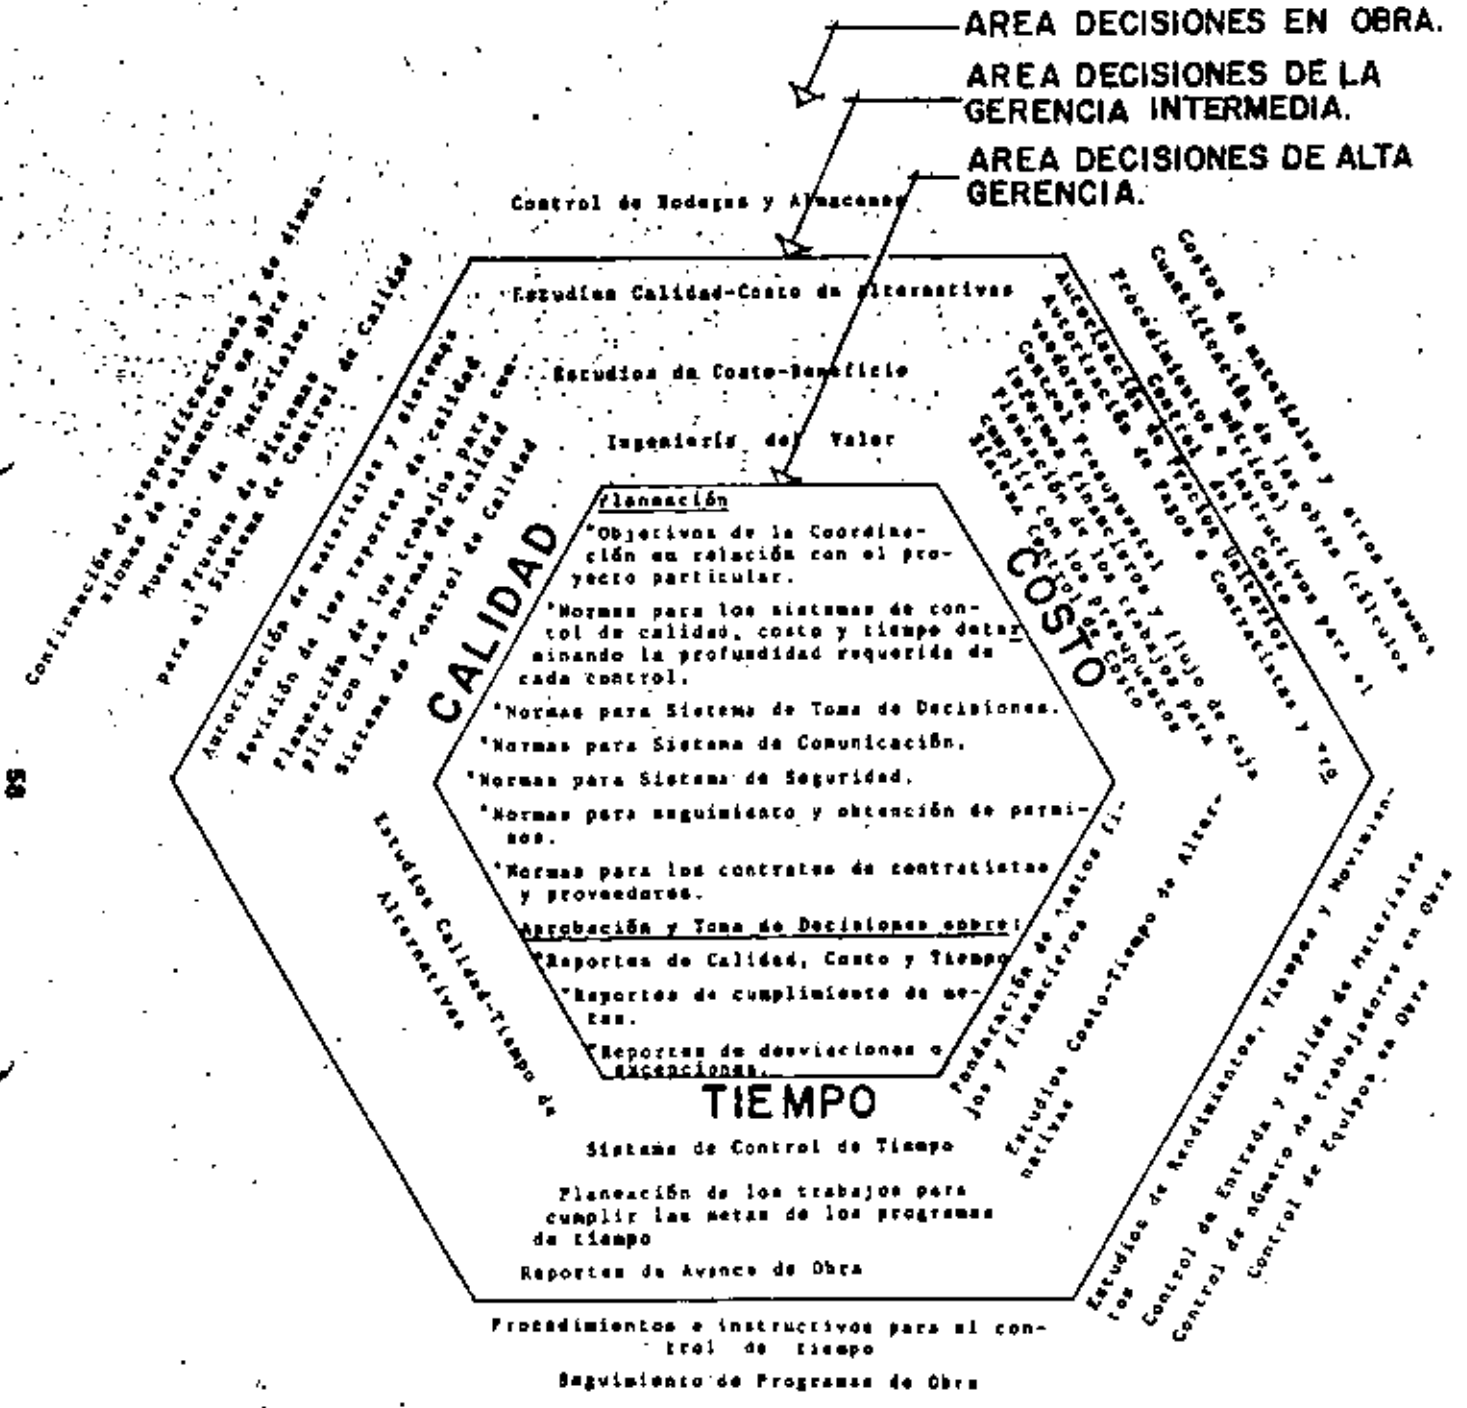 AREA DECISIONES EN OBRA.
AREA DECISIONES DE LA
GERENCIA INTERMEDIA.
AREA DECISIONES DE ALTA
GERENCIA.
Control de Bodegas y Almacenes
Estudios Calidad-Costo de Alternativas
Estudios de Costo-Beneficio
Ingeniería del Valor
Confirmación de especificaciones y de dimen-
siones de elementos en Obra
Muestreo de Materiales
Pruebas de Sistemas
para el Sistema de Control de Calidad
Autorización de materiales y sistemas
Revisión de los reportes de calidad
Planeación de los trabajos para cum-
plir con las normas de calidad
Sistema de control de Calidad
CALIDAD
Costos de materiales y otros insumos
Cuantificación de las obras (cálculos
métricos)
Procedimientos e instructivos para el
Control del Costo
Autorización de Precios Unitarios
Autorización de Pagos a Contratistas y Pro
veedores
Control Presupuestal
Informes financieros y flujo de caja
Planeación de los trabajos para
cumplir con los presupuestos
Sistema Control de Costo
COSTO
Planeación
*Objetivos de la Coordina-
ción en relación con el pro-
yecto particular.
*Normas para los sistemas de con-
tol de calidad, costo y tiempo deter
minando la profundidad requerida de
cada control.
*Normas para Sistema de Toma de Decisiones.
*Normas para Sistema de Comunicación.
*Normas para Sistema de Seguridad.
*Normas para seguimiento y obtención de permi-
sos.
*Normas para los contratos de contratistas
y proveedores.
Aprobación y Toma de Decisiones sobre:
*Reportes de Calidad, Costo y Tiempo
*Reportes de cumplimiento de me-
tas.
*Reportes de desviaciones o
excepciones.
TIEMPO
Estudios Calidad-Tiempo de
Alternativas
Ponderación de Costos fi-
jos y financieros
Estudios Costo-Tiempo de Alter-
nativas
Sistema de Control de Tiempo
Planeación de los trabajos para
cumplir las metas de los programas
de tiempo
Reportes de Avance de Obra
Estudios de Rendimientos, Tiempos y Movimien-
tos
Control de Entrada y Salida de Materiales
Control de número de trabajadores en Obra
Control de Equipos en Obra
Procedimientos e instructivos para el con-
trol de tiempo
Seguimiento de Programas de Obra
58